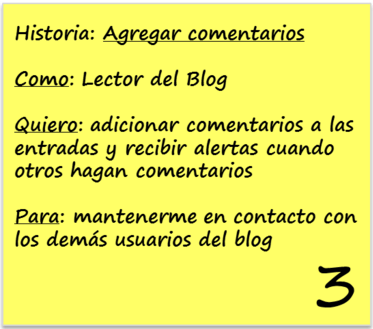 Historia: Agregar comentarios
Como: Lector del Blog
Quiero: adicionar comentarios a las
entradas y recibir alertas cuando
otros hagan comentarios
Para: mantenerme en contacto con
los demás usuarios del blog
3